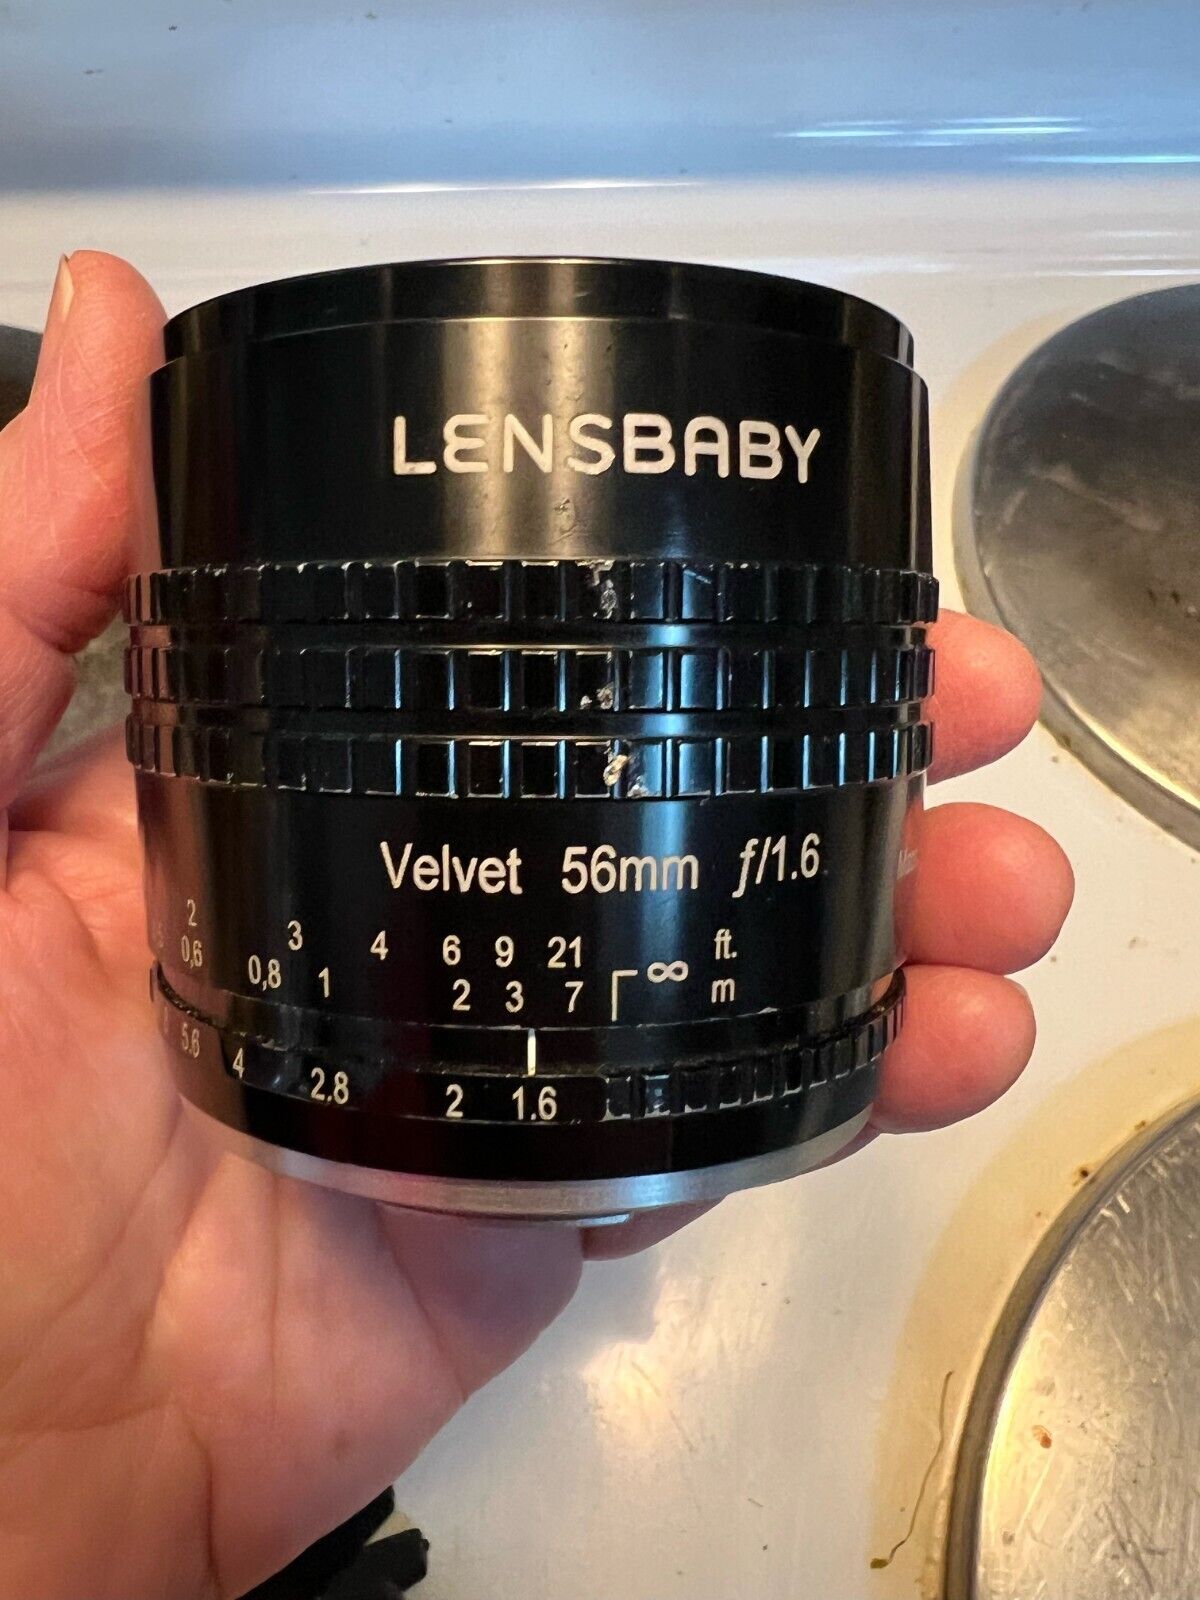 LENSBABY
Velvet 56mm f/1.6
2 3 4 6 9 21 ∞ ft.
0,6 0,8 1 2 3 7 m
5.6 4 2.8 2 1.6